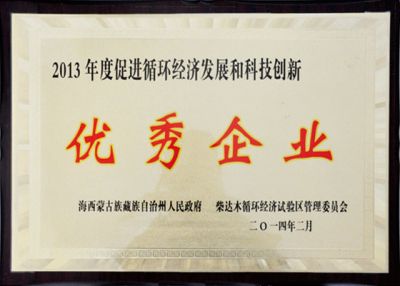 2013年度促进循环经济发展和科技创新
优秀企业
海西蒙古族藏族自治州人民政府 柴达木循环经济试验区管理委员会
二〇一四年二月